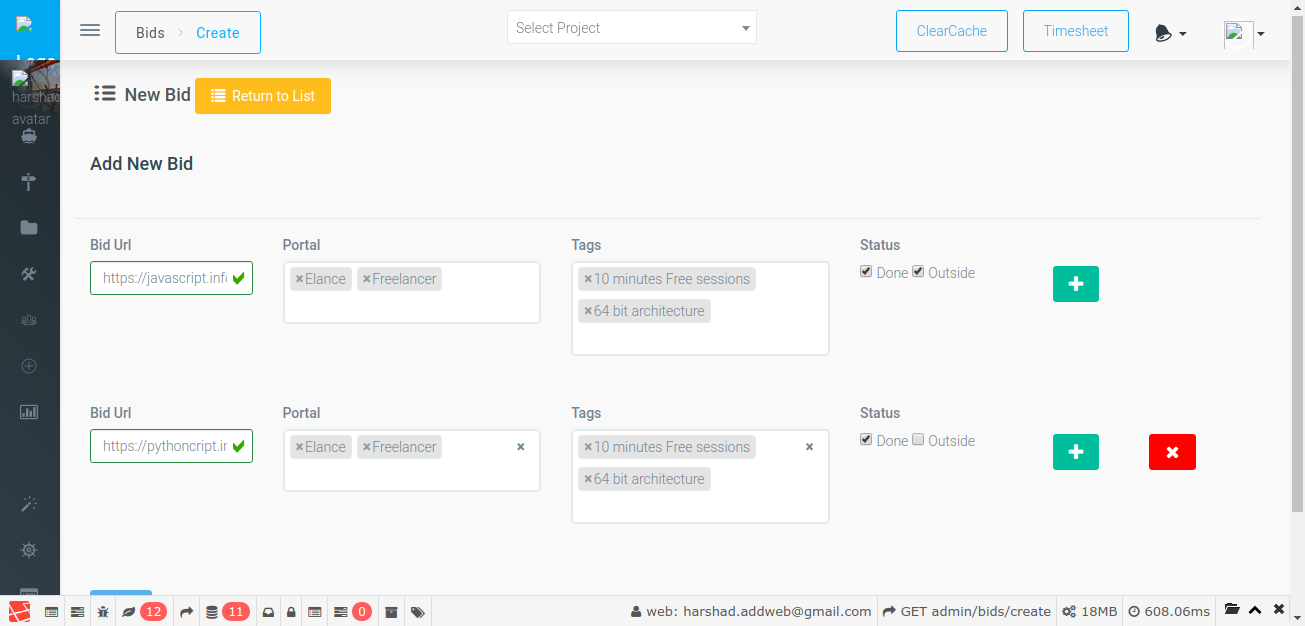 Bids
Create
Select Project
ClearCache
Timesheet
harshad
avatar
New Bid
Return to List
Add New Bid
Bid Url
Portal
Tags
Status
https://javascript.info
×Elance ×Freelancer
×10 minutes Free sessions
×64 bit architecture
Done Outside
Bid Url
Portal
Tags
Status
https://pythoncript.in
×Elance ×Freelancer ×
×10 minutes Free sessions ×
×64 bit architecture
Done Outside
12
11
0
web: harshad.addweb@gmail.com
GET admin/bids/create
18MB
608.06ms